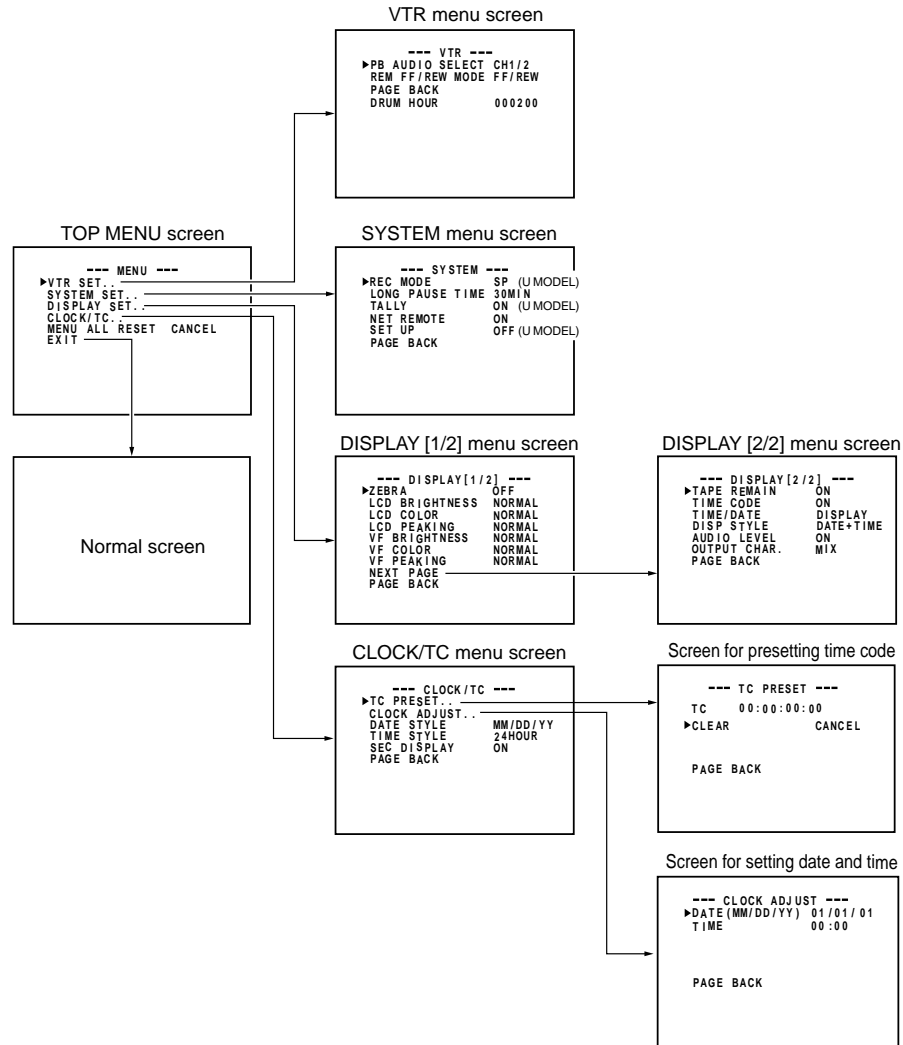 VTR menu screen
--- VTR ---
▶PB AUDIO SELECT CH1/2
REM FF/REW MODE FF/REW
PAGE BACK
DRUM HOUR 000200
TOP MENU screen
--- MENU ---
▶VTR SET..
SYSTEM SET..
DISPLAY SET..
CLOCK/TC..
MENU ALL RESET CANCEL
EXIT
SYSTEM menu screen
--- SYSTEM ---
▶REC MODE SP (U MODEL)
LONG PAUSE TIME 30MIN
TALLY ON (U MODEL)
NET REMOTE ON
SET UP OFF (U MODEL)
PAGE BACK
Normal screen
DISPLAY [1/2] menu screen
--- DISPLAY[1/2] ---
▶ZEBRA OFF
LCD BRIGHTNESS NORMAL
LCD COLOR NORMAL
LCD PEAKING NORMAL
VF BRIGHTNESS NORMAL
VF COLOR NORMAL
VF PEAKING NORMAL
NEXT PAGE
PAGE BACK
DISPLAY [2/2] menu screen
--- DISPLAY[2/2] ---
▶TAPE REMAIN ON
TIME CODE ON
TIME/DATE DISPLAY
DISP STYLE DATE+TIME
AUDIO LEVEL ON
OUTPUT CHAR. MIX
PAGE BACK
CLOCK/TC menu screen
--- CLOCK/TC ---
▶TC PRESET..
CLOCK ADJUST..
DATE STYLE MM/DD/YY
TIME STYLE 24HOUR
SEC DISPLAY ON
PAGE BACK
Screen for presetting time code
--- TC PRESET ---
TC 00:00:00:00
▶CLEAR CANCEL
PAGE BACK
Screen for setting date and time
--- CLOCK ADJUST ---
▶DATE(MM/DD/YY) 01/01/01
TIME 00:00
PAGE BACK